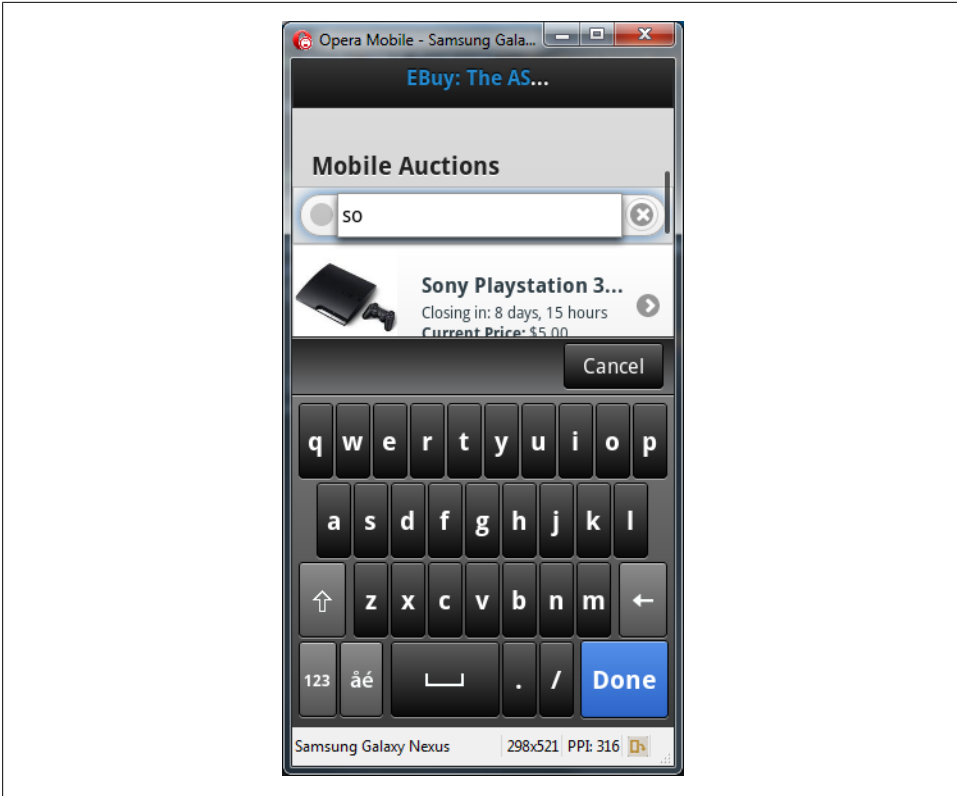 Opera Mobile - Samsung Gala...
EBuy: The AS...
Mobile Auctions
so
Sony Playstation 3...
Closing in: 8 days, 15 hours
Current Price: $5.00
Cancel
q w e r t y u i o p
a s d f g h j k l
z x c v b n m
123 åé . / Done
Samsung Galaxy Nexus 298x521 PPI: 316